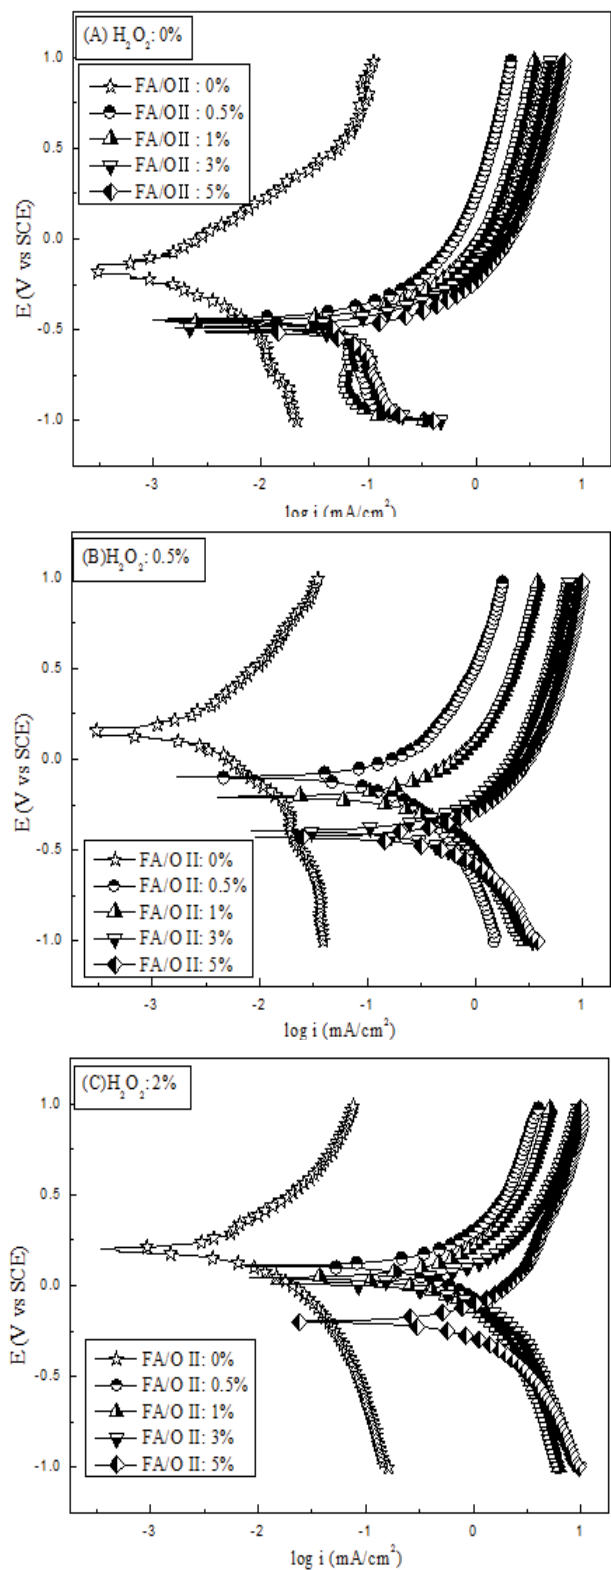 (A) H₂O₂: 0%
FA/OII : 0%
FA/OII : 0.5%
FA/OII : 1%
FA/OII : 3%
FA/OII : 5%
E (V vs SCE)
1.0
0.5
0.0
-0.5
-1.0
-3 -2 -1 0 1
log i (mA/cm²)
(B)H₂O₂: 0.5%
E (V vs SCE)
1.0
0.5
0.0
-0.5
-1.0
FA/O II: 0%
FA/O II: 0.5%
FA/O II: 1%
FA/O II: 3%
FA/O II: 5%
-3 -2 -1 0 1
log i (mA/cm²)
(C)H₂O₂: 2%
E (V vs SCE)
1.0
0.5
0.0
-0.5
-1.0
FA/O II: 0%
FA/O II: 0.5%
FA/O II: 1%
FA/O II: 3%
FA/O II: 5%
-3 -2 -1 0 1
log i (mA/cm²)